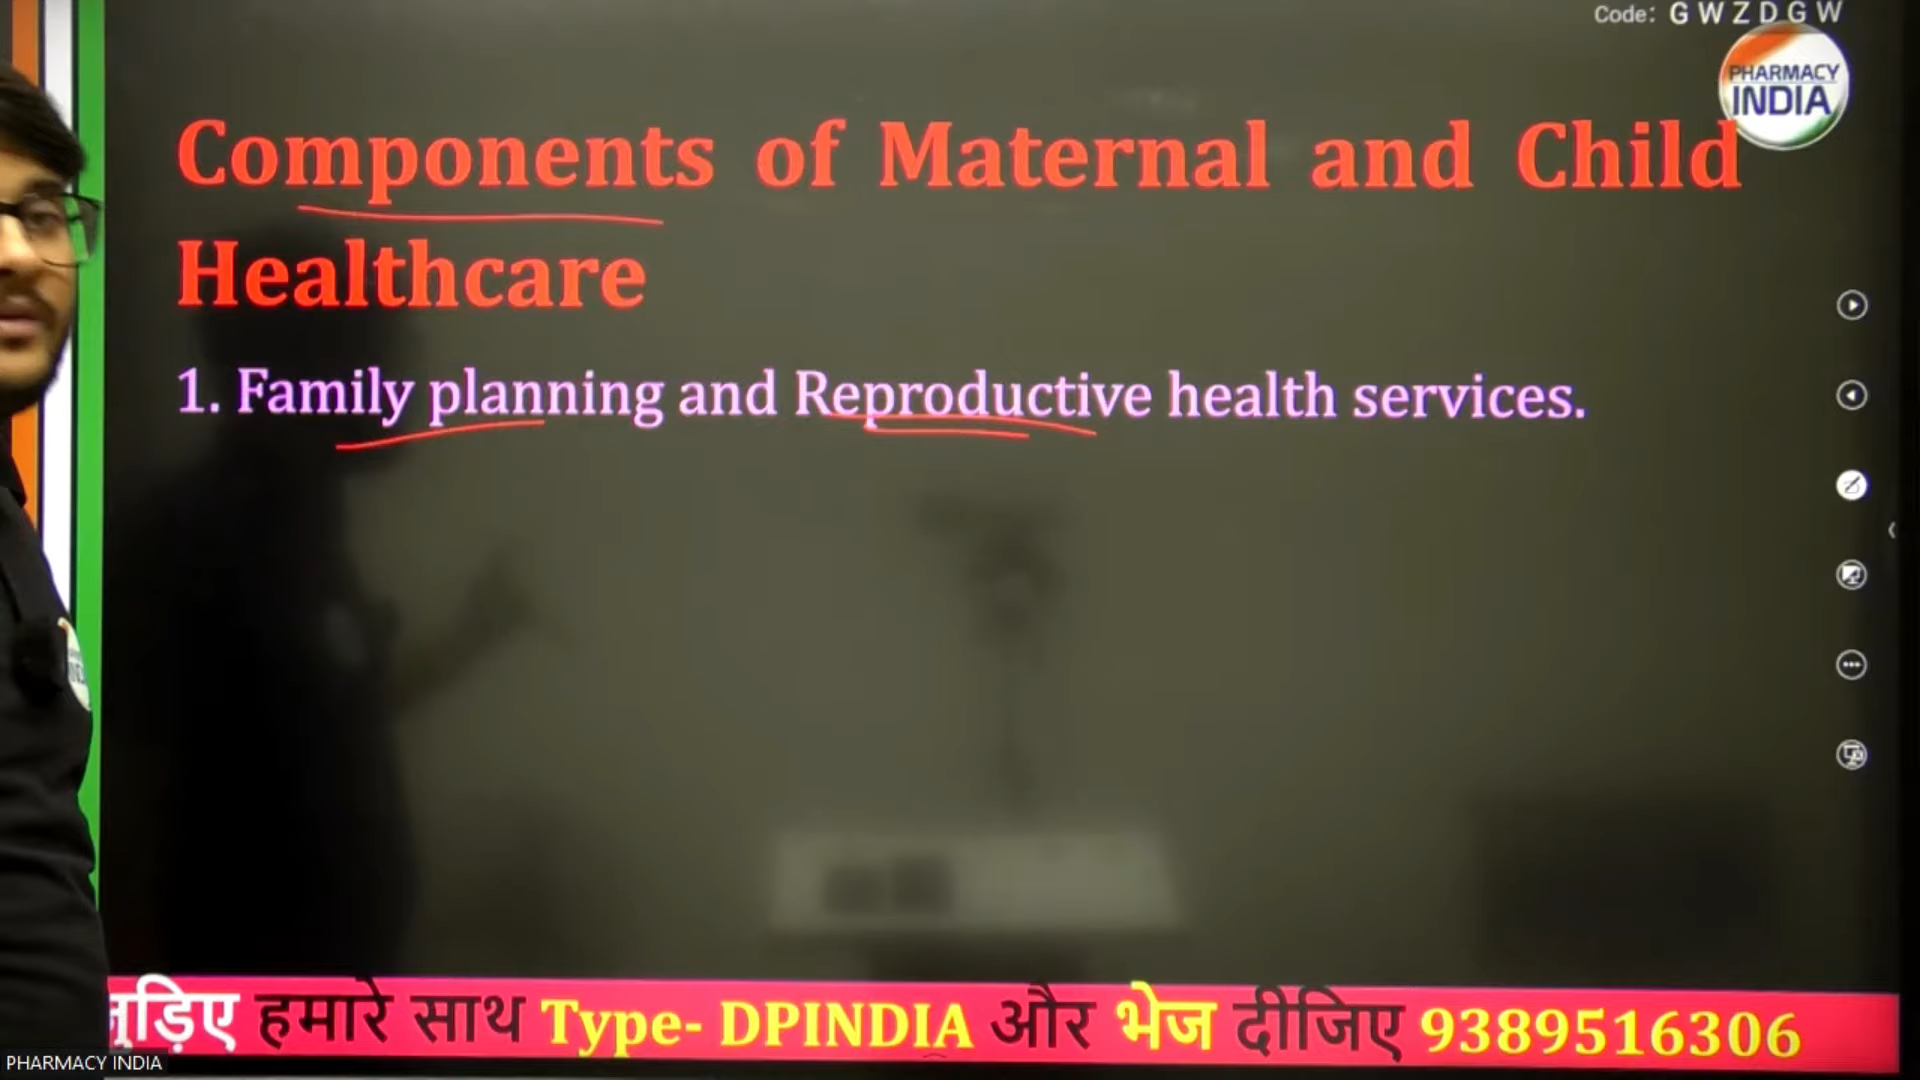 Code: GWZDGW
PHARMACY
INDIA
Components of Maternal and Child
Healthcare
1. Family planning and Reproductive health services.
जुड़िए हमारे साथ Type- DPINDIA और भेज दीजिए 9389516306
PHARMACY INDIA